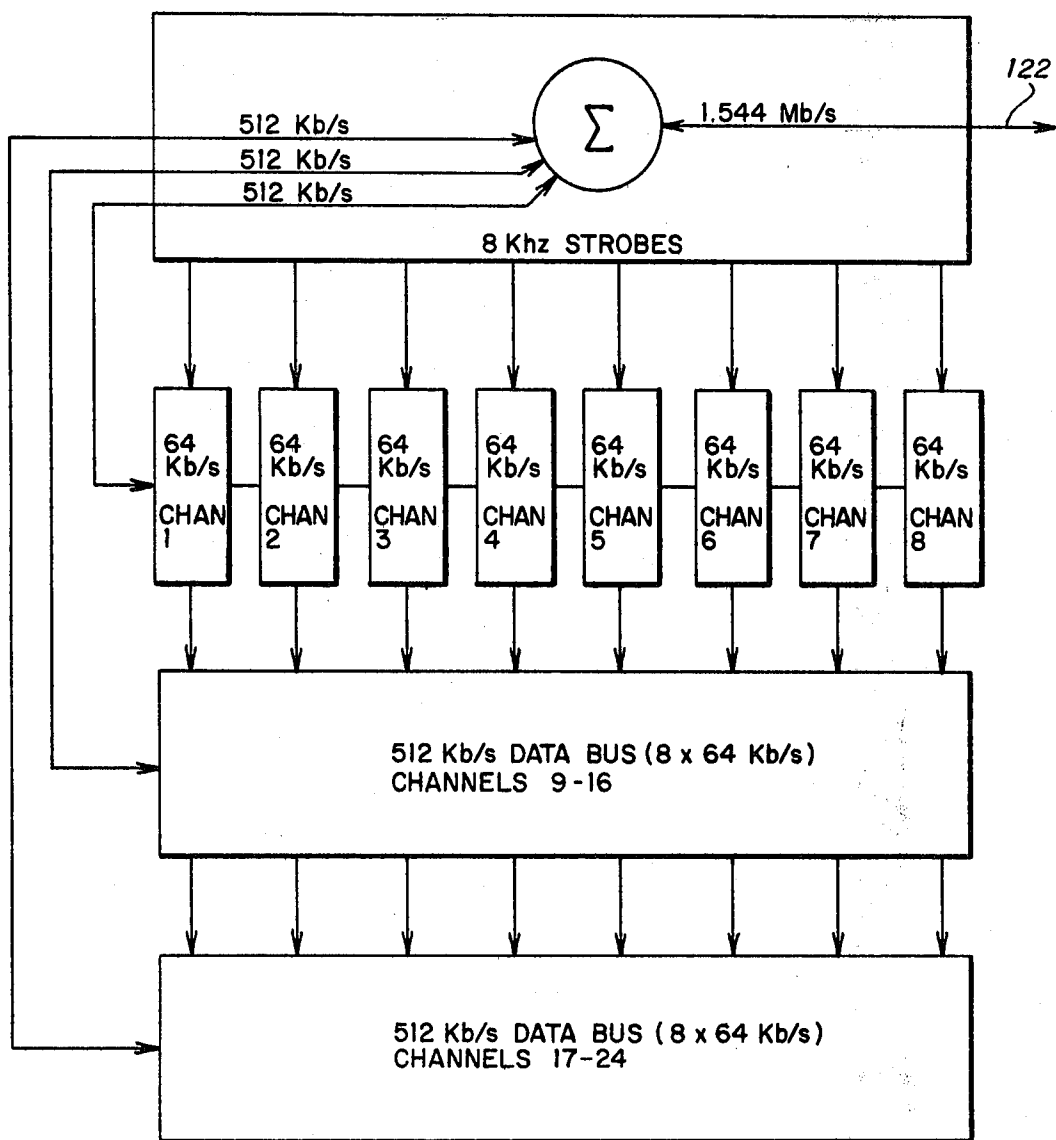 122
512 Kb/s
1.544 Mb/s
Σ
512 Kb/s
512 Kb/s
8 Khz STROBES
64 Kb/s CHAN 1
64 Kb/s CHAN 2
64 Kb/s CHAN 3
64 Kb/s CHAN 4
64 Kb/s CHAN 5
64 Kb/s CHAN 6
64 Kb/s CHAN 7
64 Kb/s CHAN 8
512 Kb/s DATA BUS (8 x 64 Kb/s)
CHANNELS 9-16
512 Kb/s DATA BUS (8 x 64 Kb/s)
CHANNELS 17-24